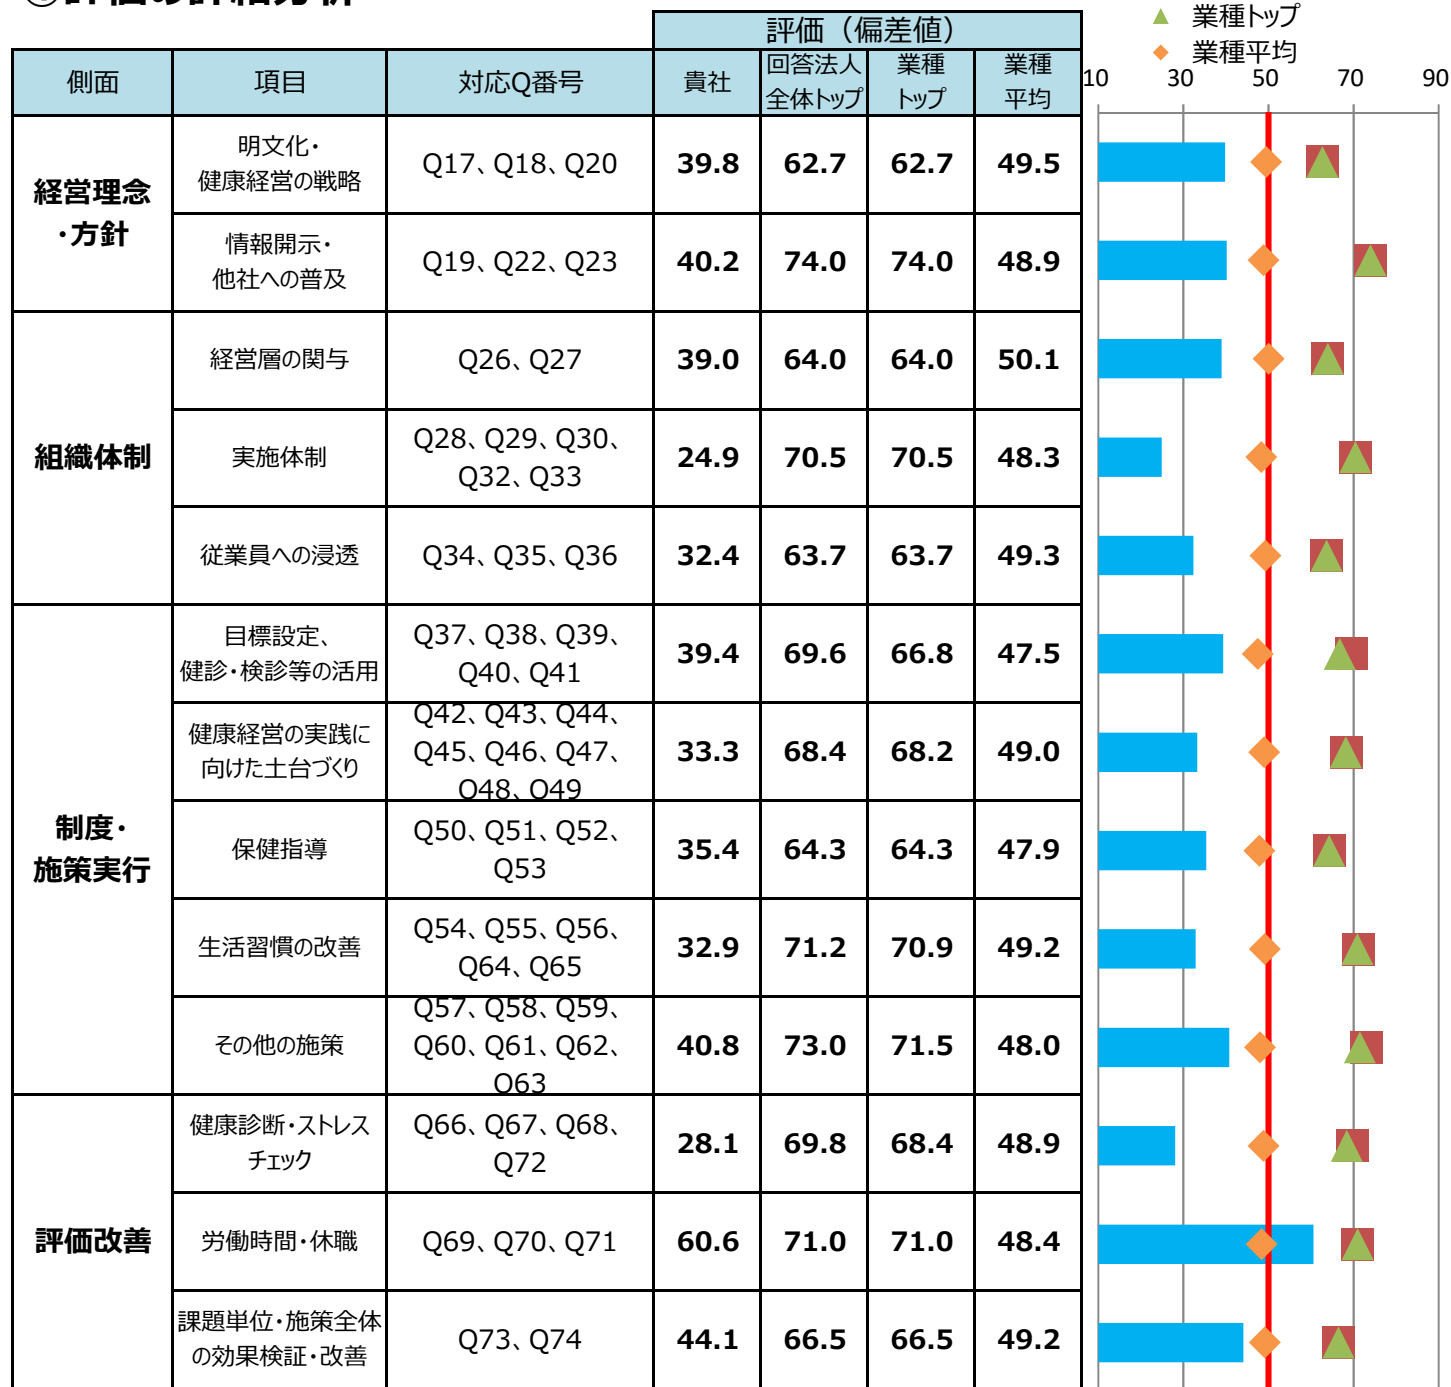 評価（偏差値）
▲ 業種トップ
◆ 業種平均
側面 項目 対応Q番号 貴社 回答法人 業種 業種
全体トップ トップ 平均
10 30 50 70 90
経営理念
・方針
明文化・
健康経営の戦略
Q17、Q18、Q20 39.8 62.7 62.7 49.5
情報開示・
他社への普及
Q19、Q22、Q23 40.2 74.0 74.0 48.9
組織体制
経営層の関与 Q26、Q27 39.0 64.0 64.0 50.1
実施体制
Q28、Q29、Q30、
Q32、Q33
24.9 70.5 70.5 48.3
従業員への浸透 Q34、Q35、Q36 32.4 63.7 63.7 49.3
制度・
施策実行
目標設定、
健診・検診等の活用
Q37、Q38、Q39、
Q40、Q41
39.4 69.6 66.8 47.5
健康経営の実践に
向けた土台づくり
Q42、Q43、Q44、
Q45、Q46、Q47、
Q48、Q49
33.3 68.4 68.2 49.0
保健指導
Q50、Q51、Q52、
Q53
35.4 64.3 64.3 47.9
生活習慣の改善
Q54、Q55、Q56、
Q64、Q65
32.9 71.2 70.9 49.2
その他の施策
Q57、Q58、Q59、
Q60、Q61、Q62、
Q63
40.8 73.0 71.5 48.0
評価改善
健康診断・ストレス
チェック
Q66、Q67、Q68、
Q72
28.1 69.8 68.4 48.9
労働時間・休職 Q69、Q70、Q71 60.6 71.0 71.0 48.4
課題単位・施策全体
の効果検証・改善
Q73、Q74 44.1 66.5 66.5 49.2